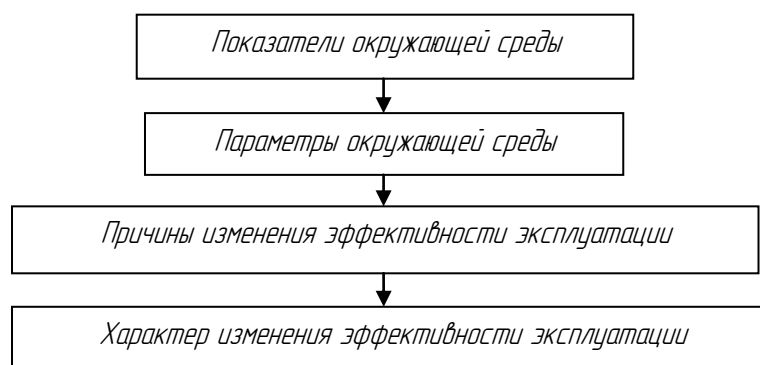 Показатели окружающей среды
Параметры окружающей среды
Причины изменения эффективности эксплуатации
Характер изменения эффективности эксплуатации